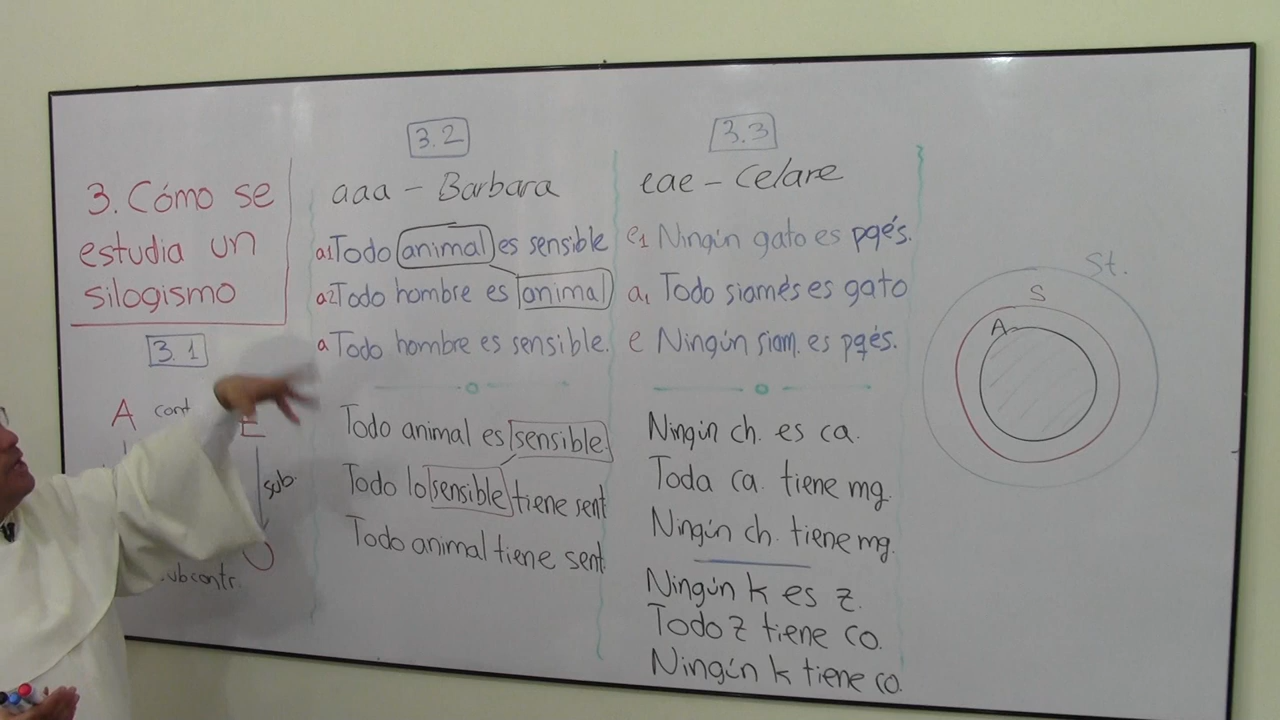 3. Cómo se
estudia un
silogismo
3.1
A cont E
sub.
O
subcontr.
3.2
aaa - Barbara
a1 Todo animal es sensible
a2 Todo hombre es animal
a Todo hombre es sensible.
Todo animal es sensible.
Todo lo sensible tiene sent
Todo animal tiene sent.
3.3
eae - Celare
e1 Ningún gato es pqés.
a1 Todo siamés es gato
e Ningún siam. es pqés.
Ningún ch. es ca.
Toda ca. tiene mg.
Ningún ch. tiene mg.
Ningún k es z.
Todo z tiene co.
Ningún k tiene co.
St.
S
A